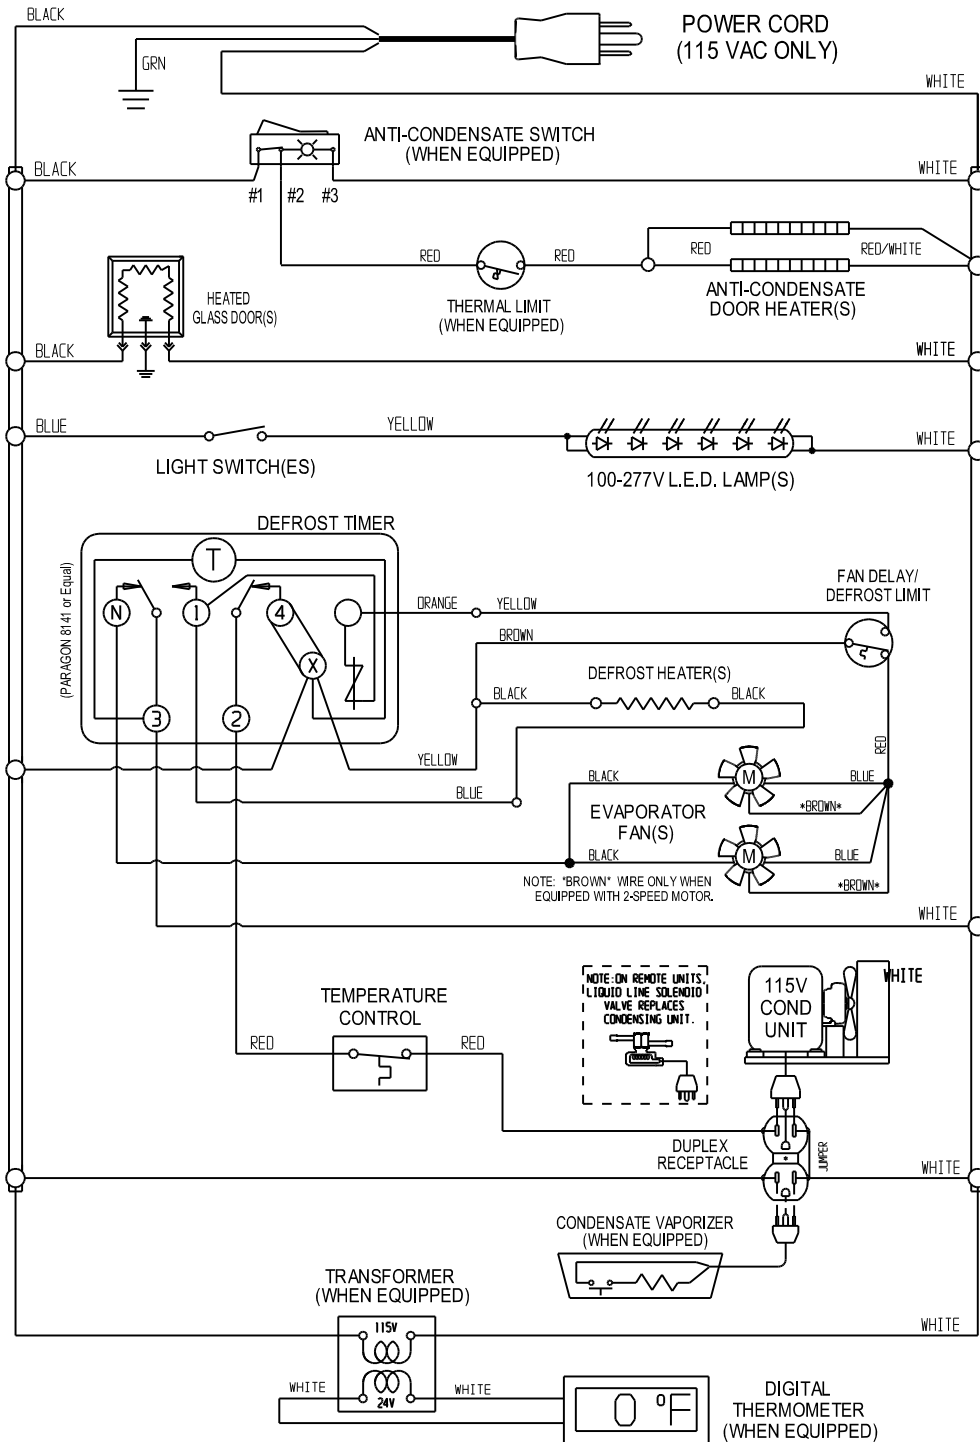 BLACK
POWER CORD
(115 VAC ONLY)
GRN
WHITE
ANTI-CONDENSATE SWITCH
(WHEN EQUIPPED)
BLACK
WHITE
#1 #2 #3
RED
RED
RED
RED/WHITE
THERMAL LIMIT
(WHEN EQUIPPED)
ANTI-CONDENSATE
DOOR HEATER(S)
HEATED
GLASS DOOR(S)
BLACK
WHITE
BLUE
YELLOW
WHITE
LIGHT SWITCH(ES)
100-277V L.E.D. LAMP(S)
DEFROST TIMER
(PARAGON 8141 or Equal)
T
N
1
4
X
3
2
ORANGE
YELLOW
FAN DELAY/
DEFROST LIMIT
BROWN
DEFROST HEATER(S)
BLACK
BLACK
RED
YELLOW
BLUE
BLACK
M
BLUE
*BROWN*
EVAPORATOR
FAN(S)
BLACK
M
BLUE
*BROWN*
NOTE: *BROWN* WIRE ONLY WHEN
EQUIPPED WITH 2-SPEED MOTOR.
WHITE
NOTE:ON REMOTE UNITS,
LIQUID LINE SOLENOID
VALVE REPLACES
CONDENSING UNIT.
115V
COND
UNIT
WHITE
TEMPERATURE
CONTROL
RED
RED
DUPLEX
RECEPTACLE
*
JUMPER
WHITE
CONDENSATE VAPORIZER
(WHEN EQUIPPED)
TRANSFORMER
(WHEN EQUIPPED)
115V
WHITE
24V
WHITE
WHITE
0 °F
DIGITAL
THERMOMETER
(WHEN EQUIPPED)